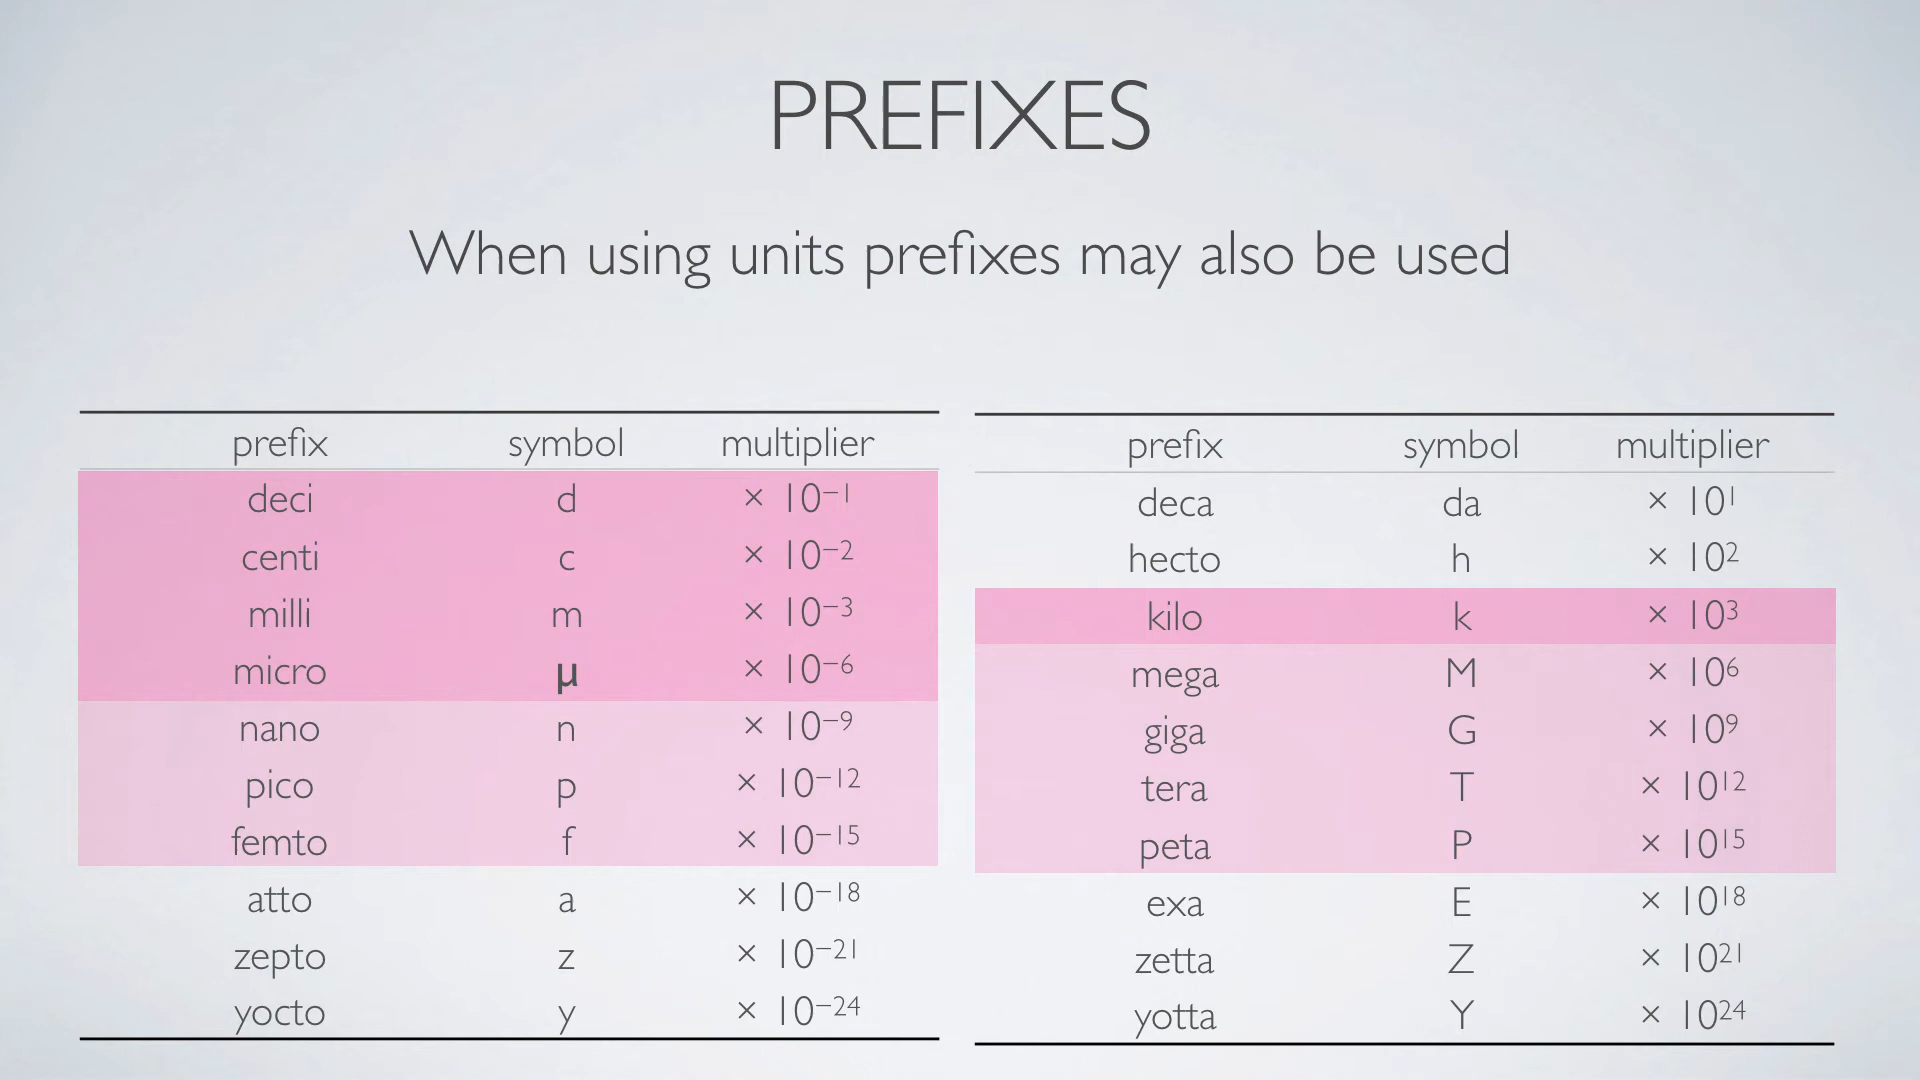 PREFIXES
When using units prefixes may also be used
prefix symbol multiplier
deci d × 10⁻¹
centi c × 10⁻²
milli m × 10⁻³
micro µ × 10⁻⁶
nano n × 10⁻⁹
pico p × 10⁻¹²
femto f × 10⁻¹⁵
atto a × 10⁻¹⁸
zepto z × 10⁻²¹
yocto y × 10⁻²⁴
prefix symbol multiplier
deca da × 10¹
hecto h × 10²
kilo k × 10³
mega M × 10⁶
giga G × 10⁹
tera T × 10¹²
peta P × 10¹⁵
exa E × 10¹⁸
zetta Z × 10²¹
yotta Y × 10²⁴